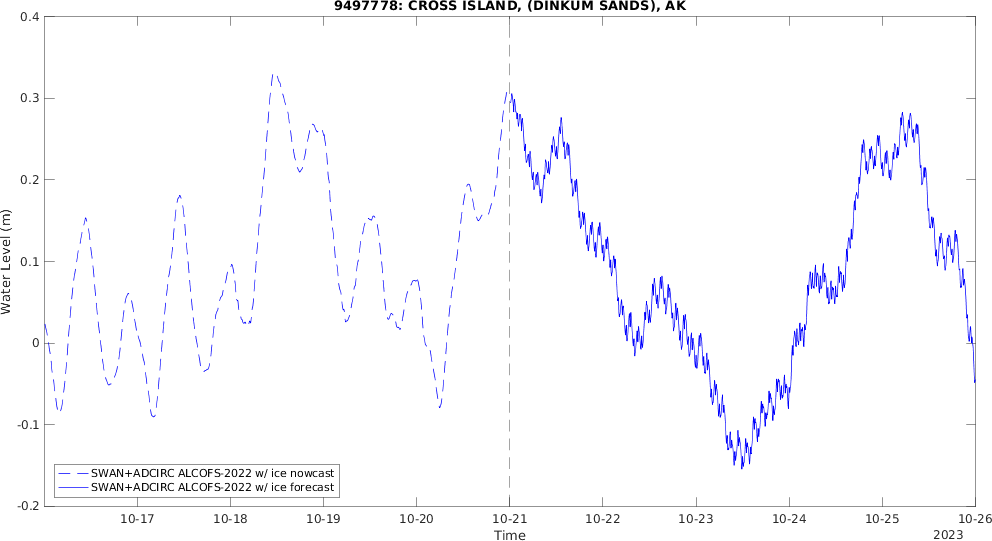 9497778: CROSS ISLAND, (DINKUM SANDS), AK
0.4
0.3
0.2
0.1
0
-0.1
-0.2
Water Level (m)
SWAN+ADCIRC ALCOFS-2022 w/ ice nowcast
SWAN+ADCIRC ALCOFS-2022 w/ ice forecast
10-17 10-18 10-19 10-20 10-21 10-22 10-23 10-24 10-25 10-26
Time
2023